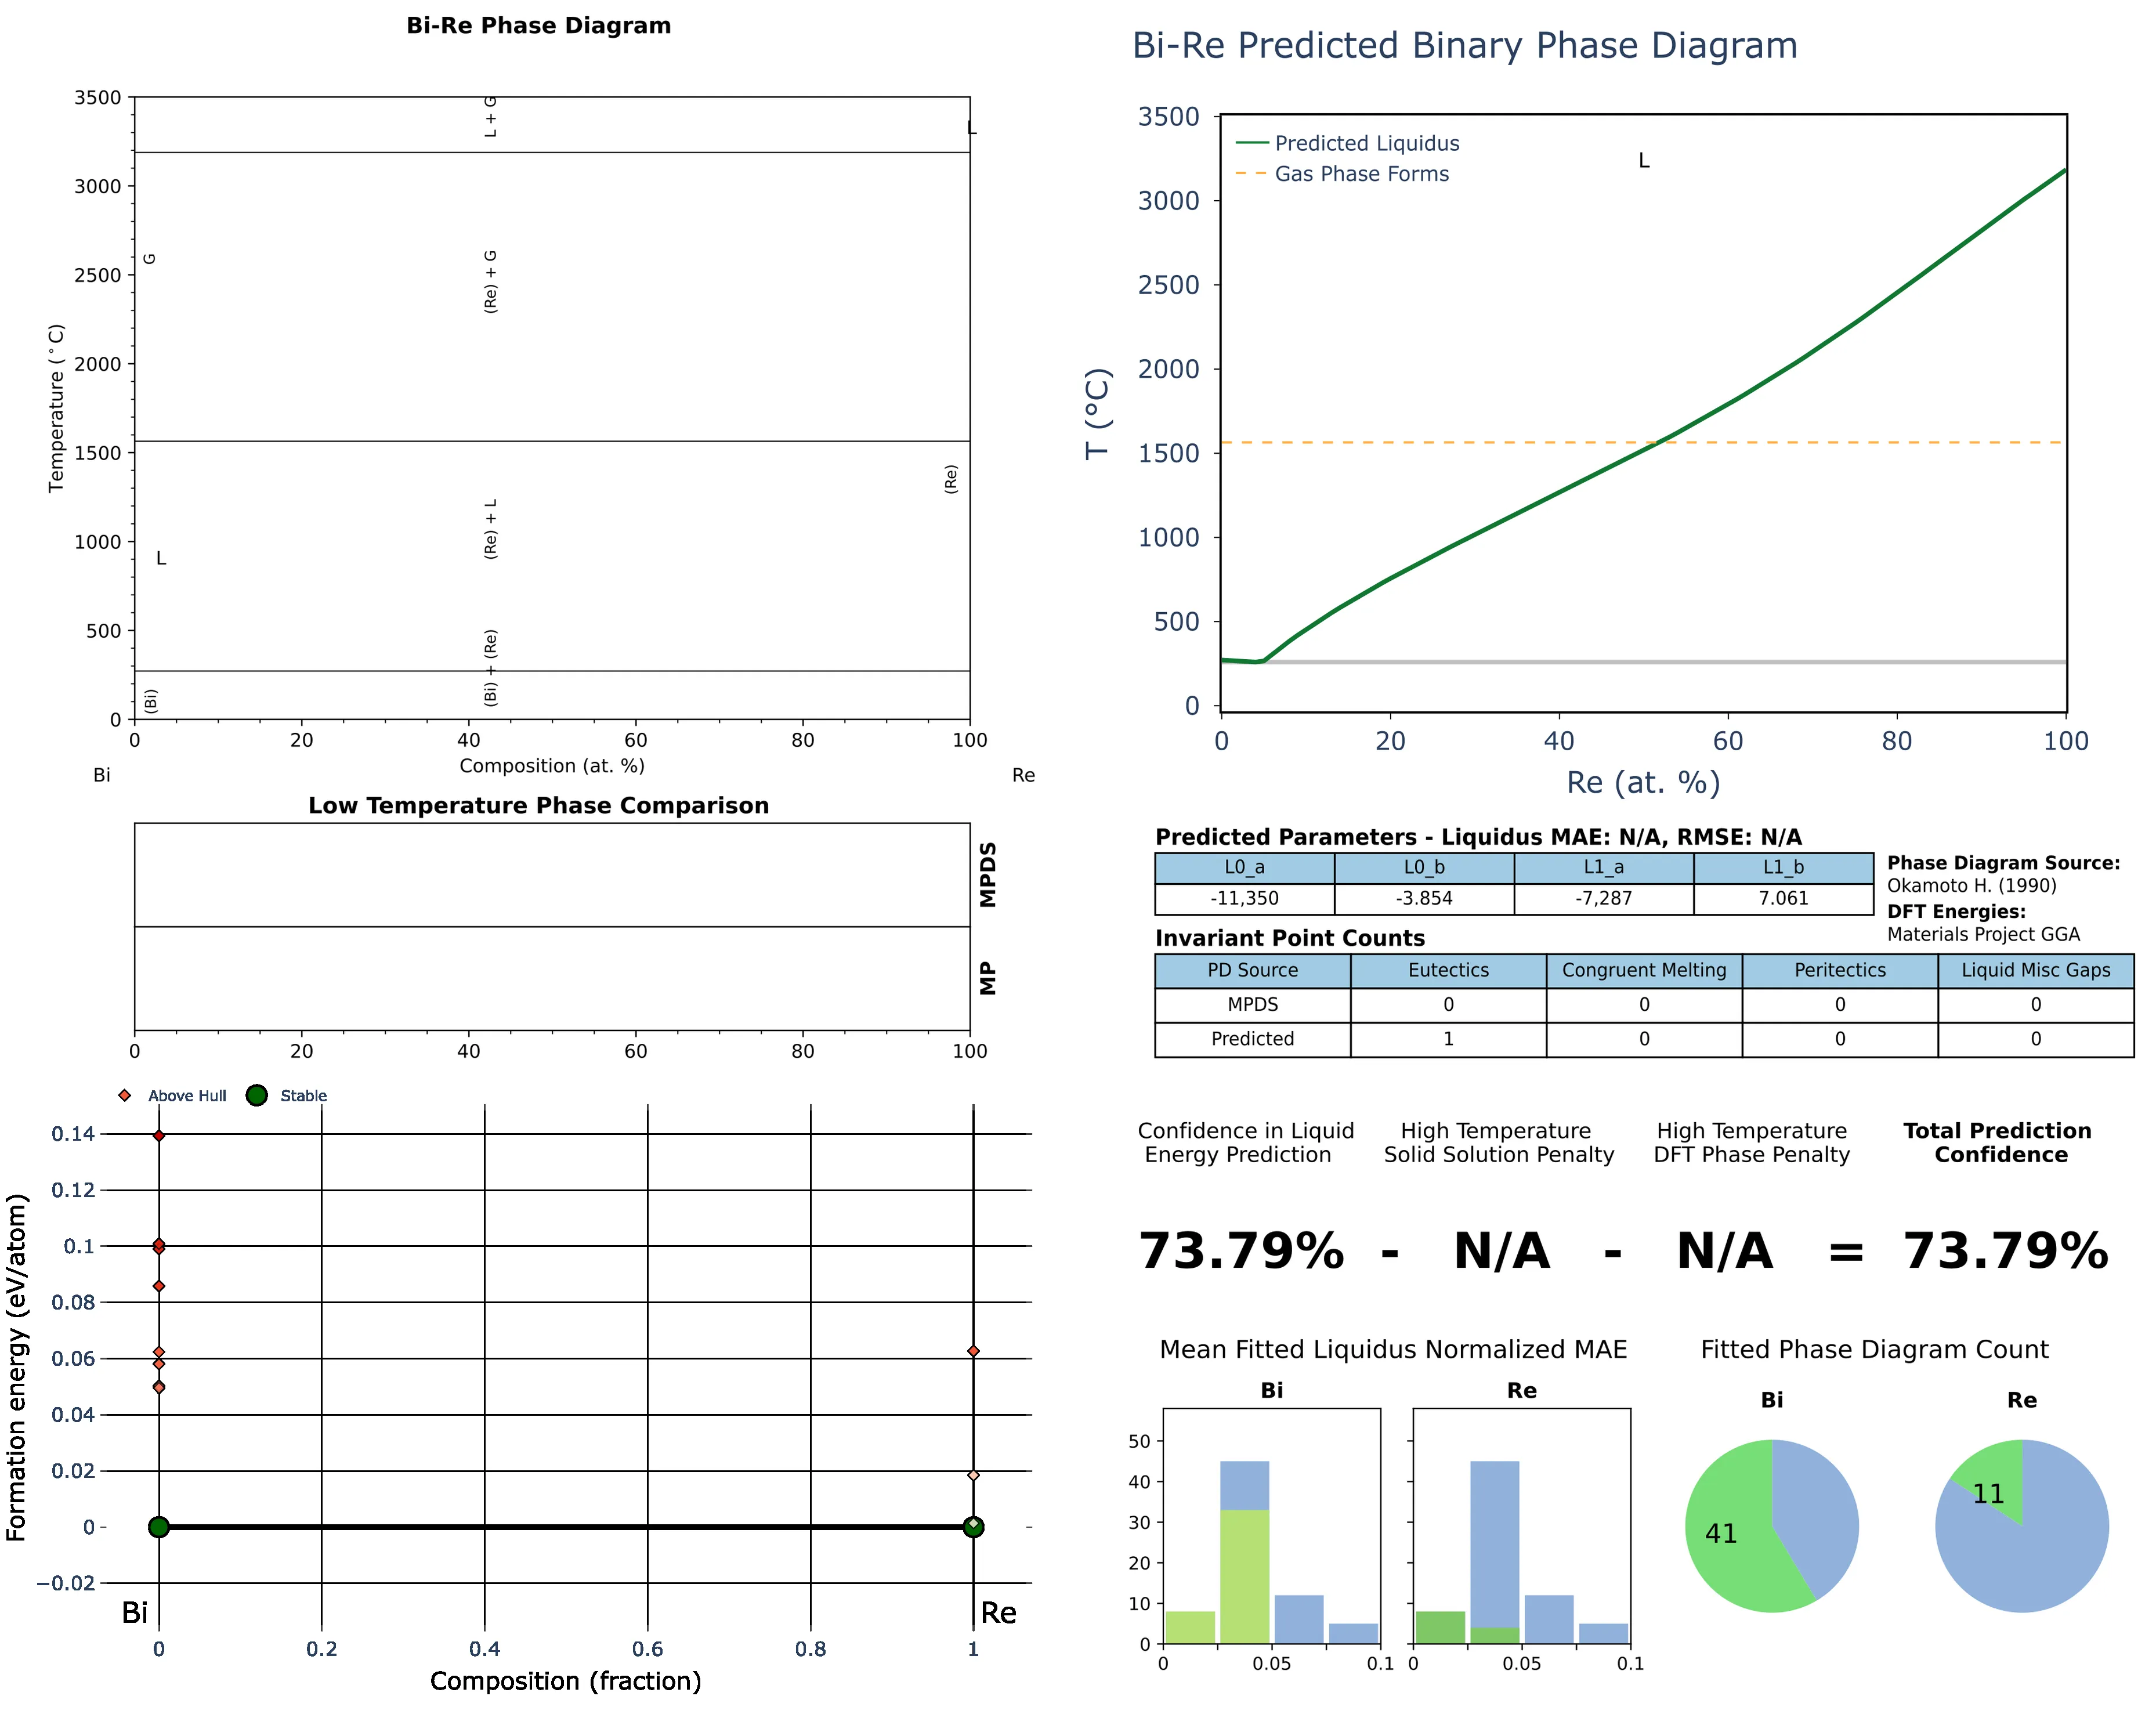 Bi-Re Phase Diagram
3500
3000
2500
2000
1500
1000
500
0
Temperature (°C)
L + G
L
G
(Re) + G
(Re)
(Re) + L
L
(Bi) + (Re)
(Bi)
0 20 40 60 80 100
Composition (at. %)
Bi
Re
Low Temperature Phase Comparison
MPDS
MP
0 20 40 60 80 100
Above Hull
Stable
0.14
0.12
0.1
0.08
0.06
0.04
0.02
0
−0.02
Formation energy (eV/atom)
Bi
Re
0 0.2 0.4 0.6 0.8 1
Composition (fraction)
Bi-Re Predicted Binary Phase Diagram
3500
3000
2500
2000
1500
1000
500
0
T (°C)
Predicted Liquidus
Gas Phase Forms
L
0 20 40 60 80 100
Re (at. %)
Predicted Parameters - Liquidus MAE: N/A, RMSE: N/A
L0_a L0_b L1_a L1_b
-11,350 -3.854 -7,287 7.061
Phase Diagram Source:
Okamoto H. (1990)
DFT Energies:
Materials Project GGA
Invariant Point Counts
PD Source Eutectics Congruent Melting Peritectics Liquid Misc Gaps
MPDS 0 0 0 0
Predicted 1 0 0 0
Confidence in Liquid
Energy Prediction
High Temperature
Solid Solution Penalty
High Temperature
DFT Phase Penalty
Total Prediction
Confidence
73.79% - N/A - N/A = 73.79%
Mean Fitted Liquidus Normalized MAE
Bi
Re
50
40
30
20
10
0
0 0.05 0.1
0 0.05 0.1
Fitted Phase Diagram Count
Bi
Re
41
11